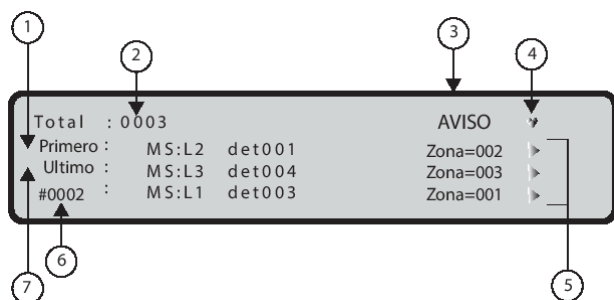 1
2
3
4
Total : 0003 AVISO
Primero : MS:L2 det001 Zona=002
Ultimo : MS:L3 det004 Zona=003
#0002 : MS:L1 det003 Zona=001
7
6
5